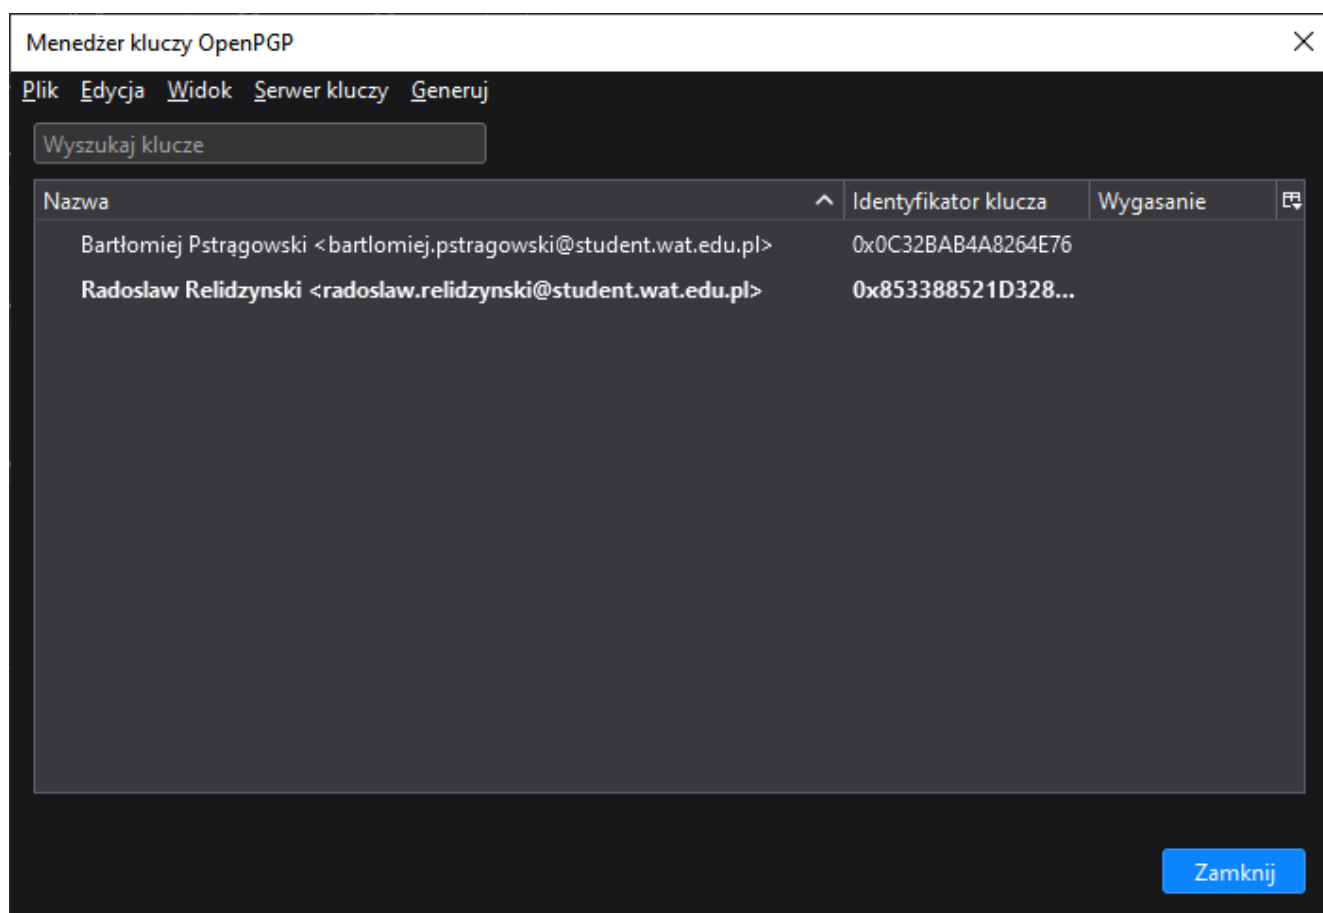 Menedżer kluczy OpenPGP
Plik Edycja Widok Serwer kluczy Generuj
Wyszukaj klucze
Nazwa Identyfikator klucza Wygasanie
Bartłomiej Pstrągowski <bartlomiej.pstragowski@student.wat.edu.pl> 0x0C32BAB4A8264E76
Radoslaw Relidzynski <radoslaw.relidzynski@student.wat.edu.pl> 0x853388521D328...
Zamknij